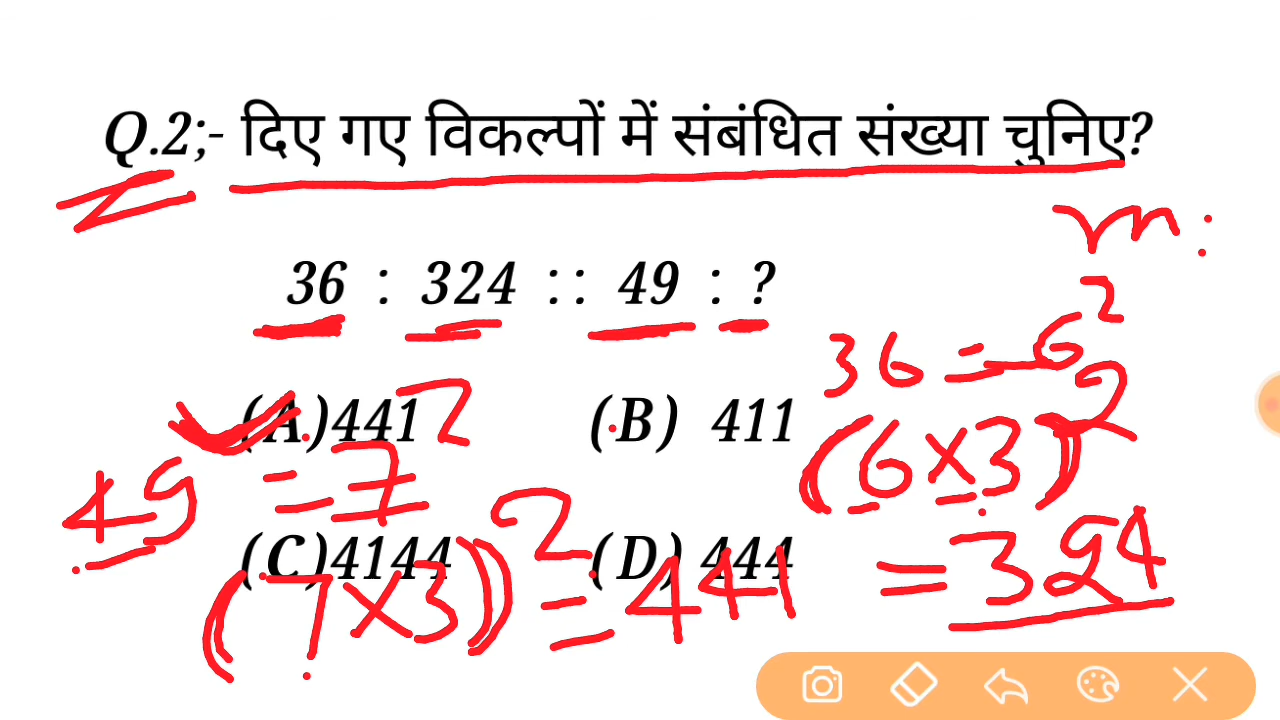 Q.2;- दिए गए विकल्पों में संबंधित संख्या चुनिए?
36 : 324 :: 49 : ?
36 = 6²
(A) 441 (B) 411
(6×3)²
49 = 7²
(C) 4144 (D) 444
= 324
(7×3)² = 441